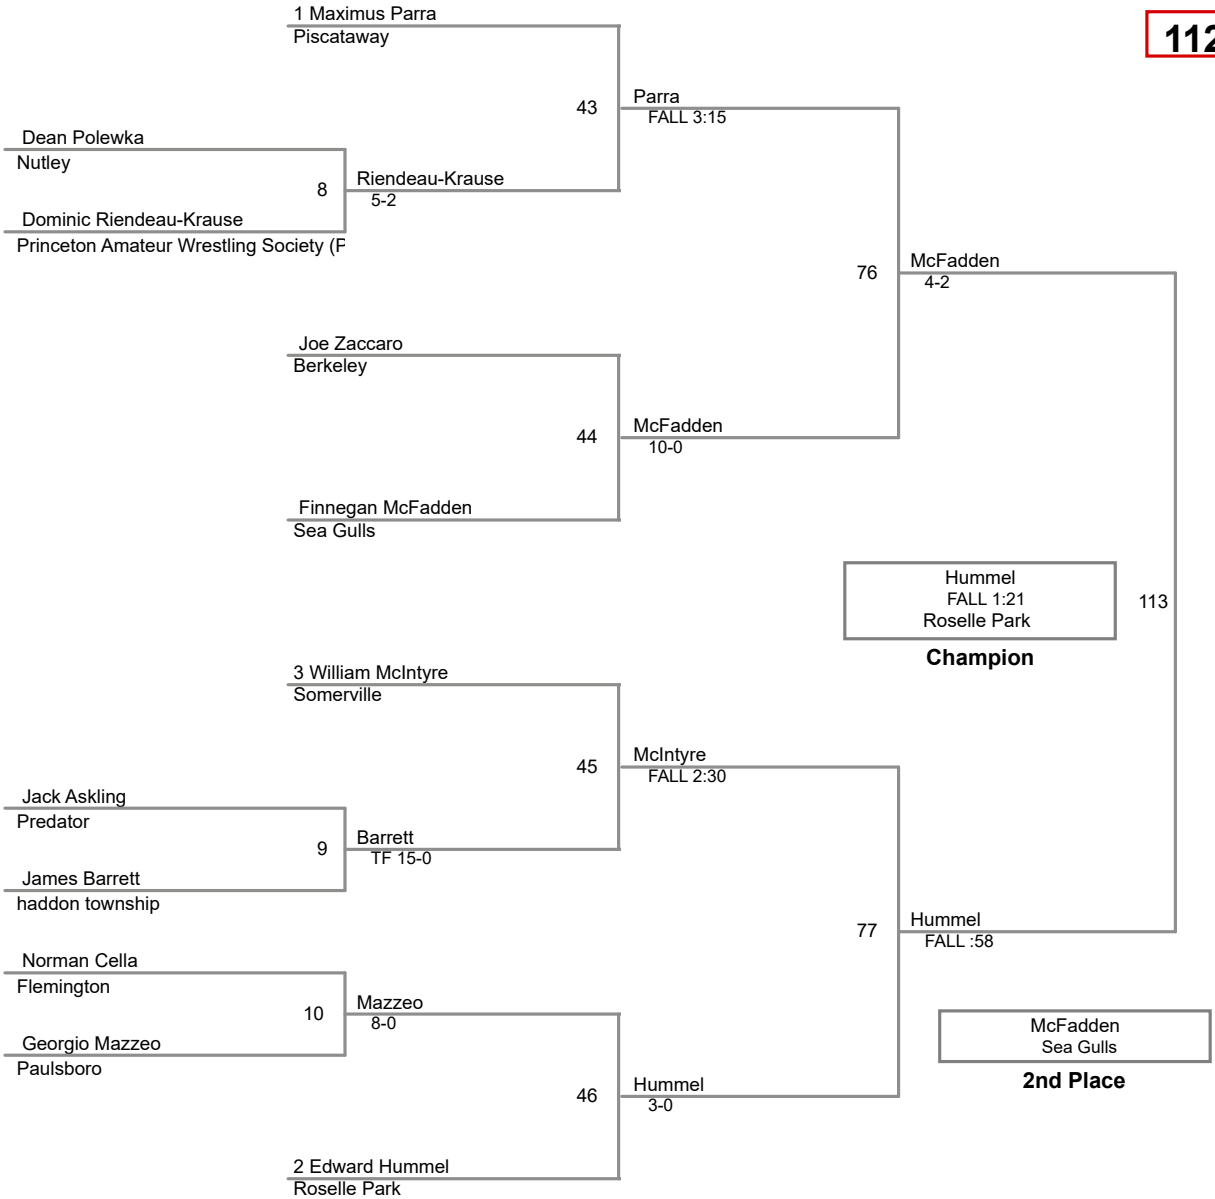 1 Maximus Parra
Piscataway
112
43
Parra
FALL 3:15
Dean Polewka
Nutley
8
Riendeau-Krause
5-2
Dominic Riendeau-Krause
Princeton Amateur Wrestling Society (P
76
McFadden
4-2
Joe Zaccaro
Berkeley
44
McFadden
10-0
Finnegan McFadden
Sea Gulls
Hummel
FALL 1:21
Roselle Park
113
Champion
3 William McIntyre
Somerville
45
McIntyre
FALL 2:30
Jack Askling
Predator
9
Barrett
TF 15-0
James Barrett
haddon township
77
Hummel
FALL :58
Norman Cella
Flemington
10
Mazzeo
8-0
Georgio Mazzeo
Paulsboro
McFadden
Sea Gulls
2nd Place
46
Hummel
3-0
2 Edward Hummel
Roselle Park